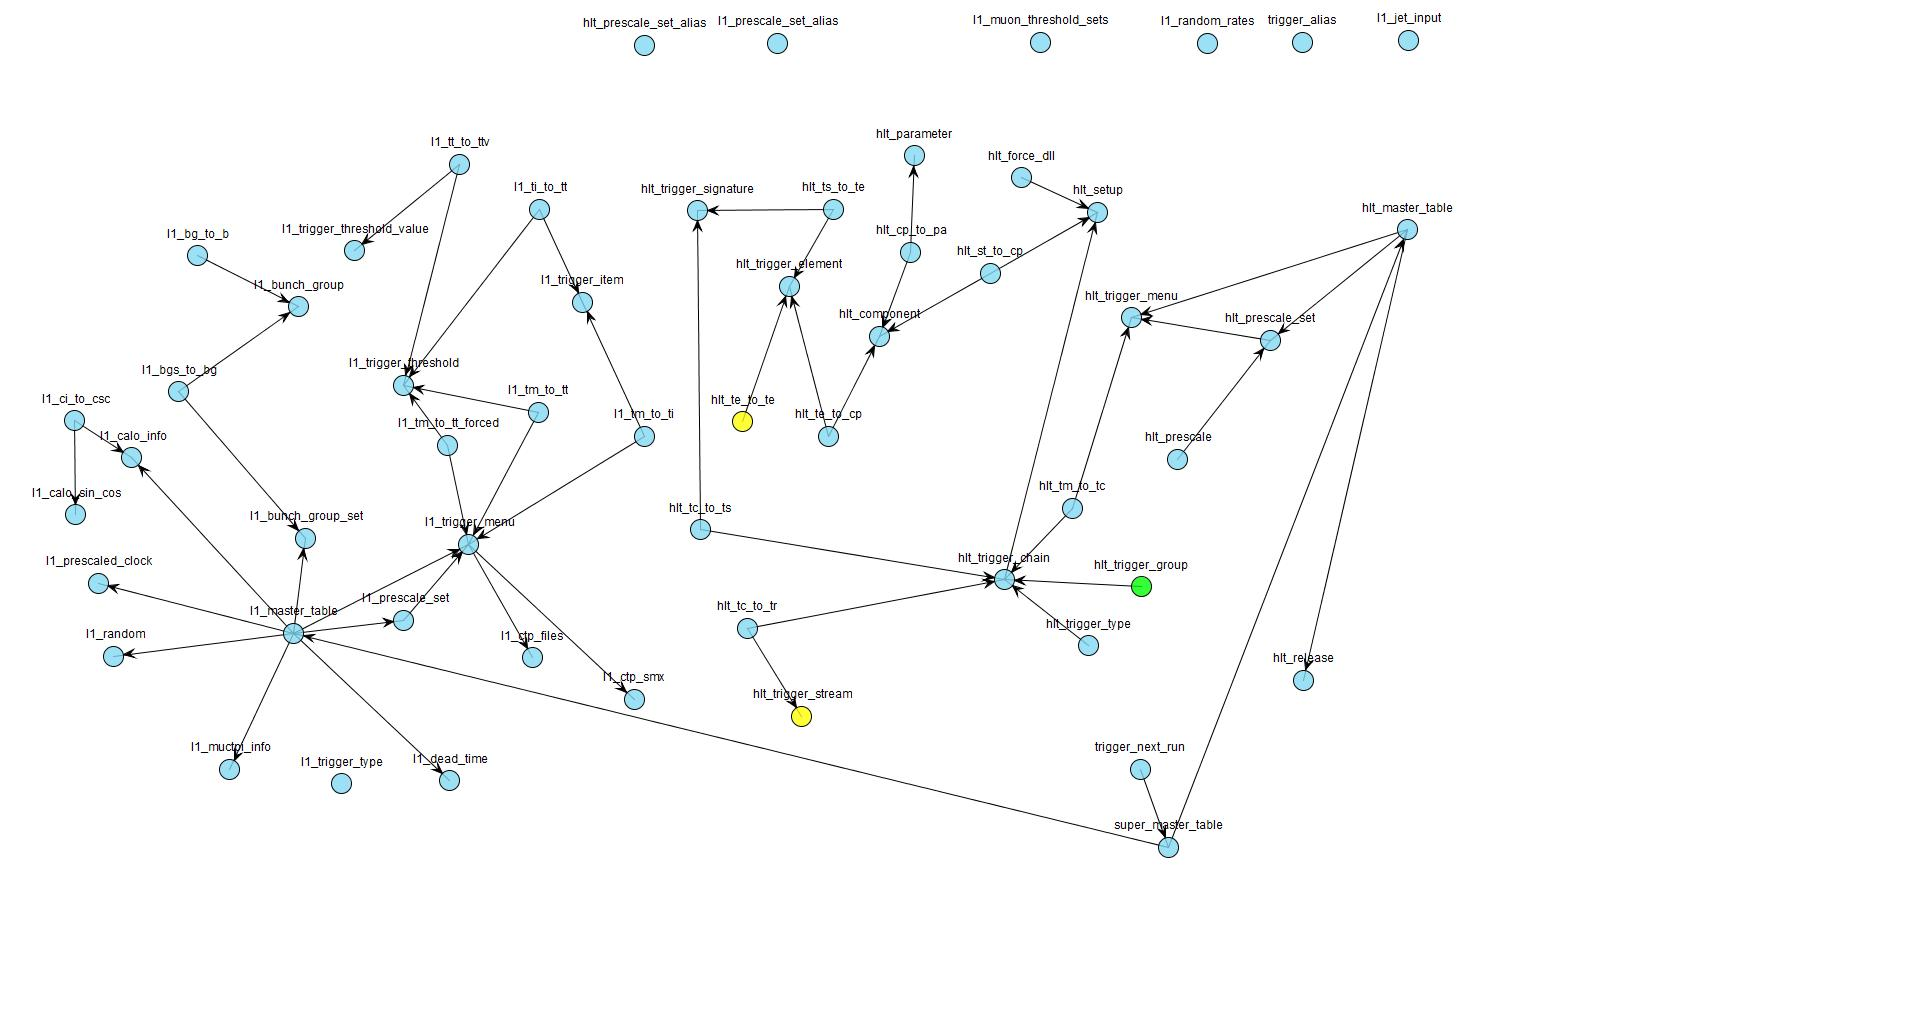 hlt_prescale_set_alias
l1_prescale_set_alias
l1_muon_threshold_sets
l1_random_rates
trigger_alias
l1_jet_input
l1_tt_to_ttv
hlt_parameter
hlt_force_dll
l1_ti_to_tt
hlt_trigger_signature
hlt_ts_to_te
hlt_setup
hlt_master_table
l1_bg_to_b
l1_trigger_threshold_value
hlt_cp_to_pa
hlt_st_to_cp
hlt_trigger_element
l1_bunch_group
l1_trigger_item
hlt_trigger_menu
hlt_component
hlt_prescale_set
l1_bgs_to_bg
l1_trigger_threshold
l1_ci_to_csc
l1_tm_to_tt
hlt_te_to_te
l1_calo_info
l1_tm_to_tt_forced
l1_tm_to_ti
hlt_te_to_cp
hlt_prescale
l1_calo_sin_cos
hlt_tm_to_tc
l1_bunch_group_set
l1_trigger_menu
hlt_tc_to_ts
l1_prescaled_clock
hlt_trigger_chain
hlt_trigger_group
l1_master_table
l1_prescale_set
hlt_tc_to_tr
l1_random
l1_ctp_files
hlt_trigger_type
hlt_release
l1_ctp_smx
hlt_trigger_stream
l1_muctpi_info
l1_trigger_type
l1_dead_time
trigger_next_run
super_master_table